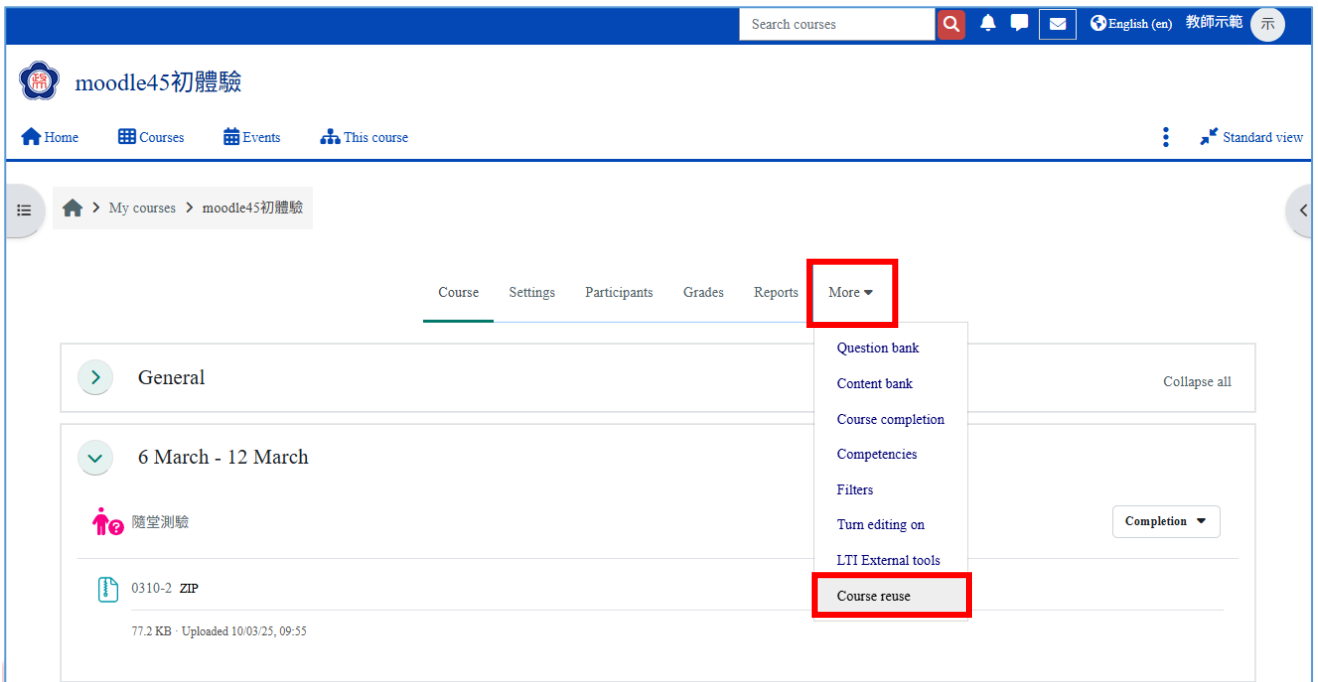 Search courses
English (en) 教師示範 示
moodle45初體驗
Home Courses Events This course Standard view
My courses > moodle45初體驗
Course Settings Participants Grades Reports More
Question bank
General Content bank Collapse all
Course completion
6 March - 12 March Competencies
Filters
隨堂測驗 Turn editing on Completion
LTI External tools
0310-2 ZIP Course reuse
77.2 KB · Uploaded 10/03/25, 09:55